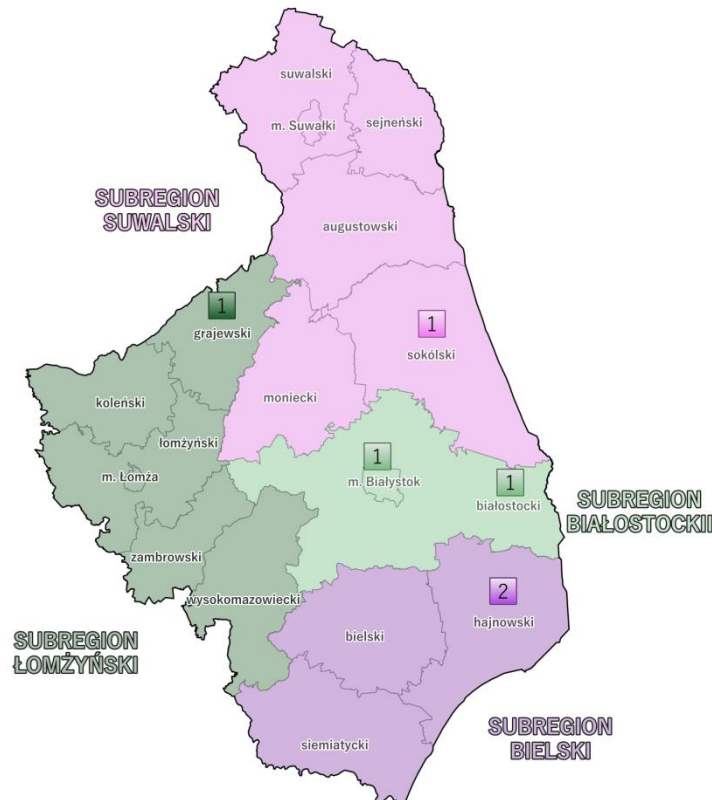 suwalski
m. Suwałki
sejneński
SUBREGION
SUWALSKI
augustowski
1
grajewski
1
sokólski
koleński
moniecki
łomżyński
m. Łomża
1
m. Białystok
1
białostocki
SUBREGION
BIAŁOSTOCKII
zambrowski
wysokomazowiecki
2
hajnowski
bielski
SUBREGION
ŁOMŻYŃSKI
siemiatycki
SUBREGION
BIELSKI